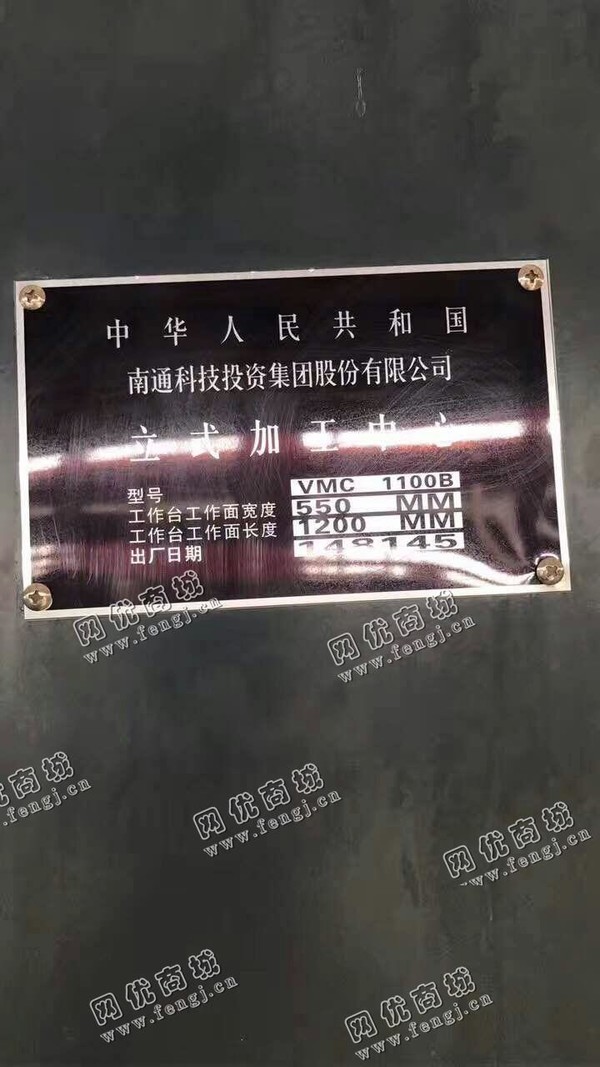 中华人民共和国
南通科技投资集团股份有限公司
立式加工中心
型号 VMC 1100B
工作台工作面宽度 550 MM
工作台工作面长度 1200 MM
出厂日期 148145
网优商城
www.fengj.cn
网优商城
www.fengj.cn
网优商城
www.fengj.cn
网优商城
www.fengj.cn
网优商城
www.fengj.cn
网优商城
www.fengj.cn
网优商城
www.fengj.cn